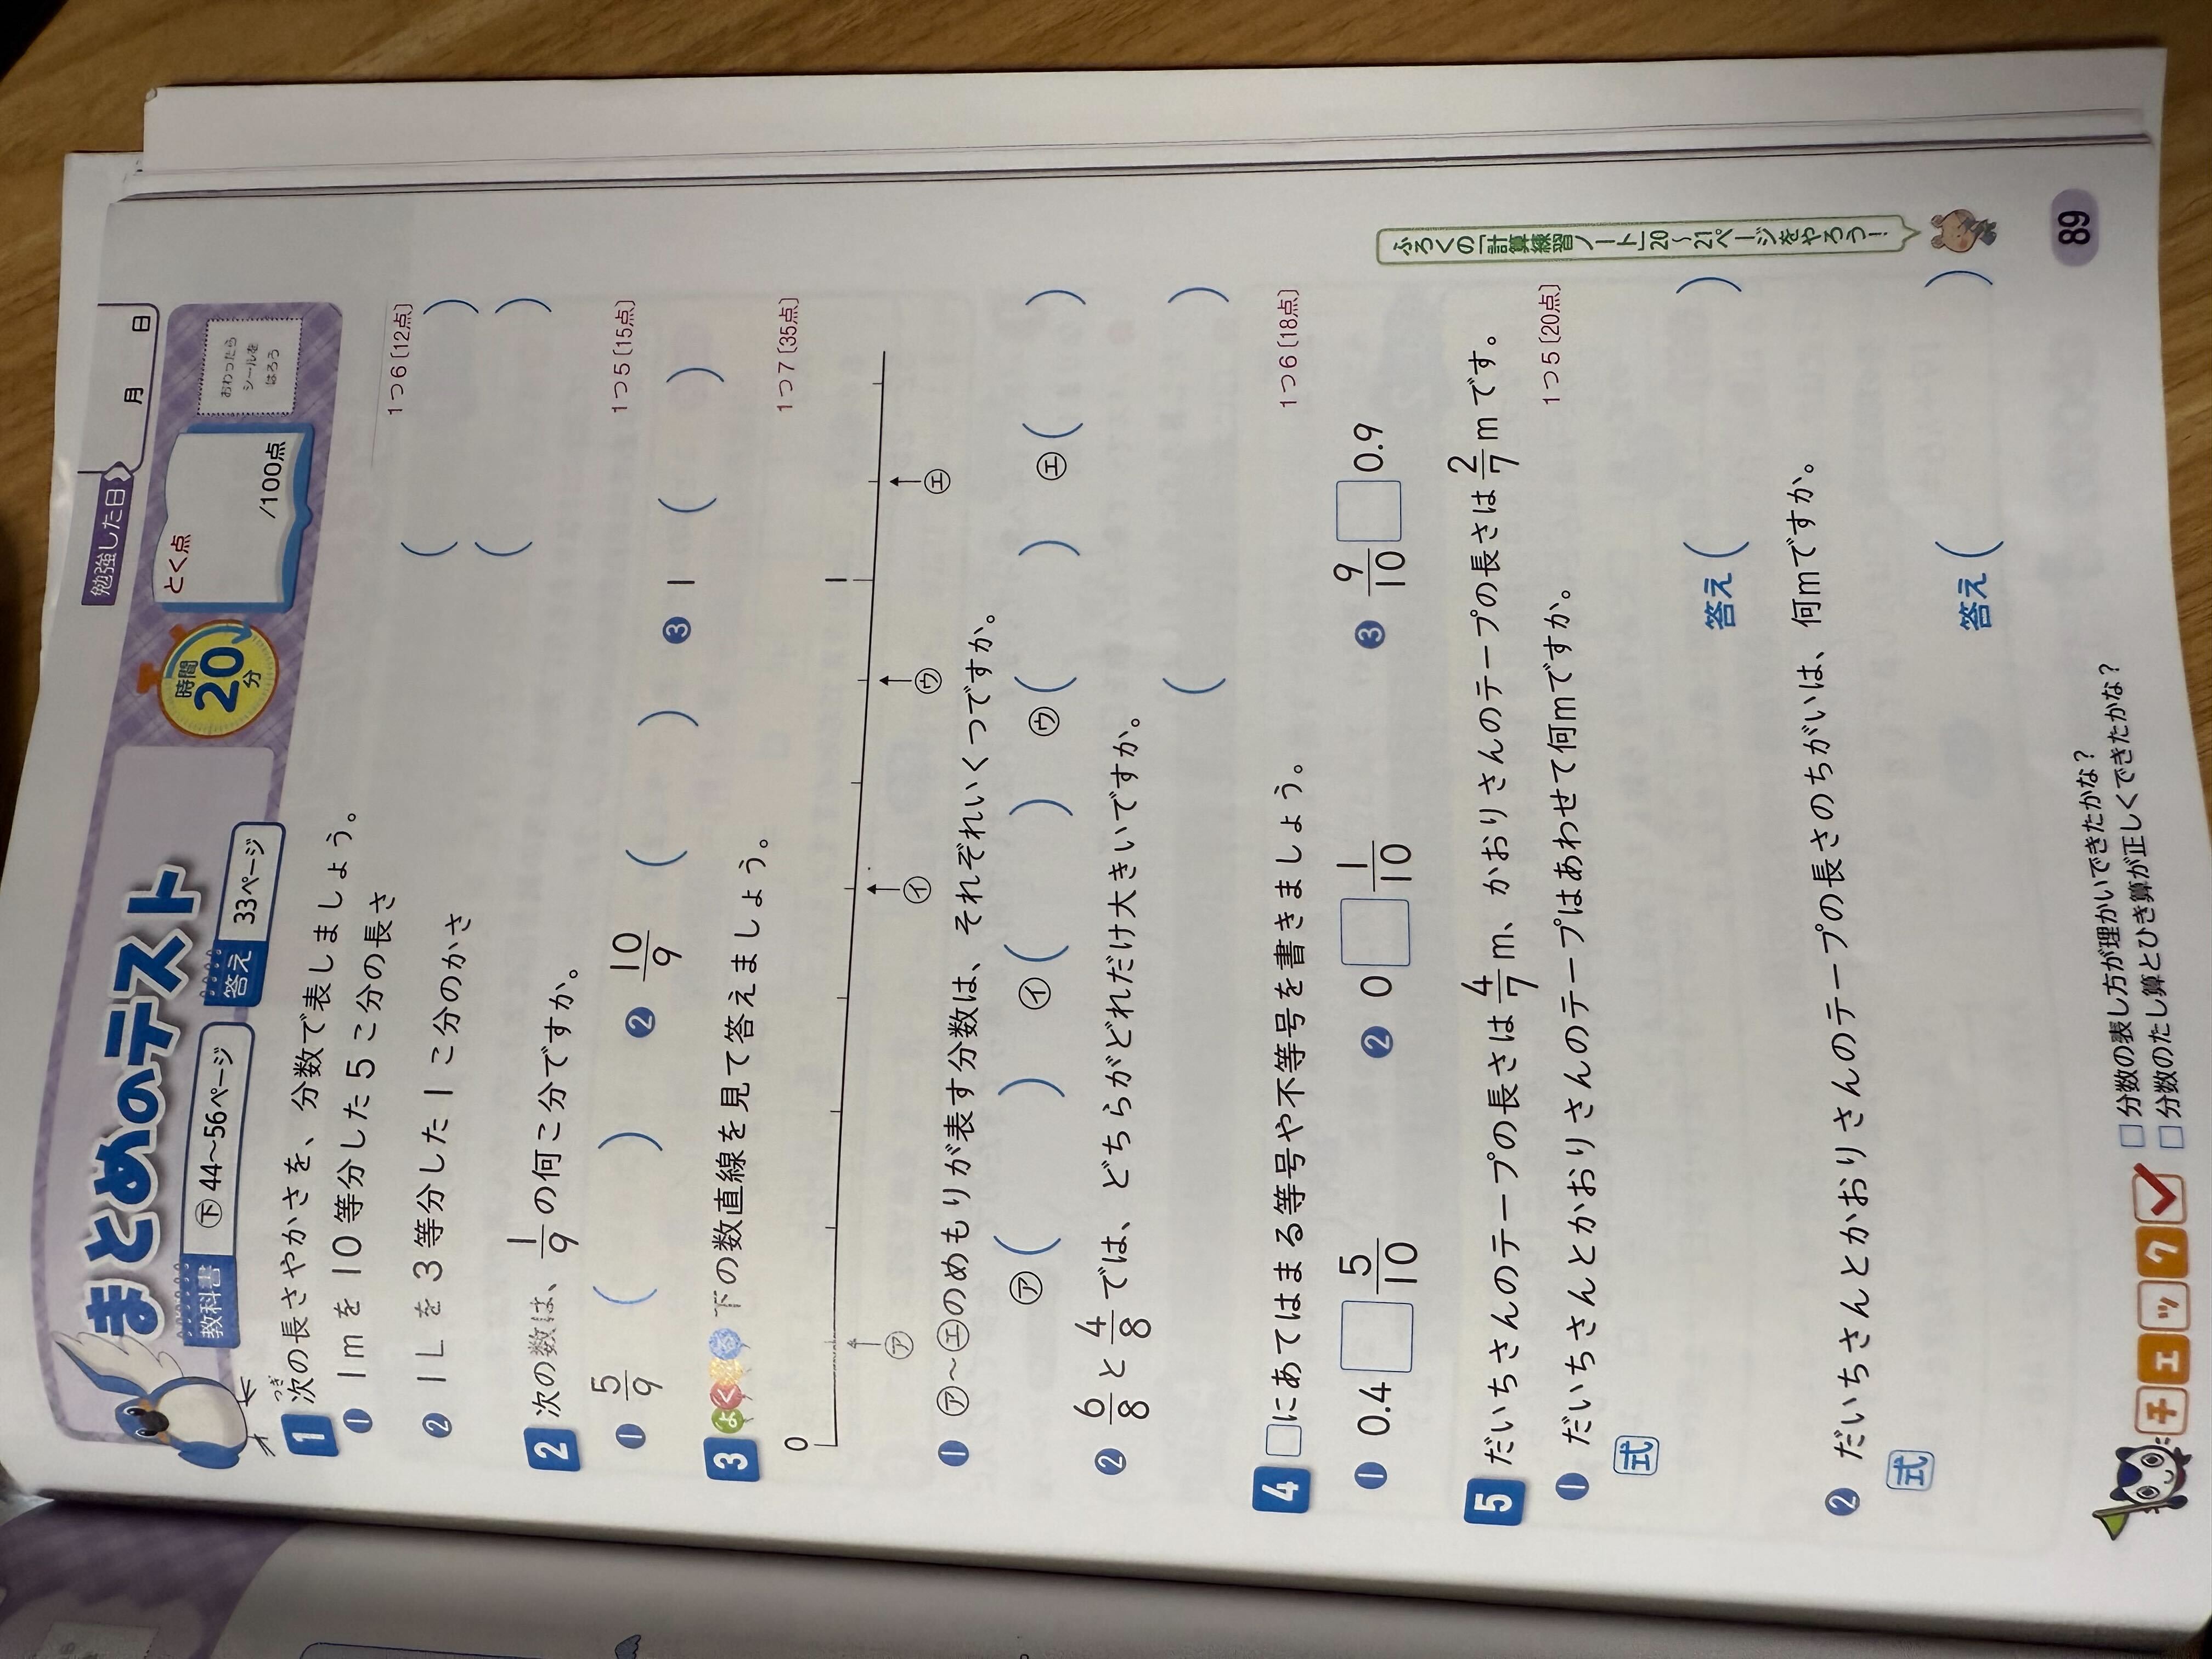 まとめのテスト
教科書 ㊦ 44〜56ページ 答え 33ページ
時間 20 分
勉強した日 月 日
とく点
/100点
おわったら
シールを
はろう
1 次の長さやかさを、分数で表しましょう。 1つ6〔12点〕
つぎ
❶ 1mを10等分した5こ分の長さ ( )
❷ 1Lを3等分した1こ分のかさ ( )
2 次の数は、1/9の何こ分ですか。 1つ5〔15点〕
❶ 5/9 ( ) ❷ 10/9 ( ) ❸ 1 ( )
3 よく 下の数直線を見て答えましょう。 1つ7〔35点〕
0 1
㋐ ㋑ ㋒ ㋓
❶ ㋐〜㋓のめもりが表す分数は、それぞれいくつですか。
㋐( ) ㋑( ) ㋒( ) ㋓( )
❷ 6/8と4/8では、どちらがどれだけ大きいですか。
( )
4 □にあてはまる等号や不等号を書きましょう。 1つ6〔18点〕
❶ 0.4 □ 5/10 ❷ 0 □ 1/10 ❸ 9/10 □ 0.9
5 だいちさんのテープの長さは4/7m、かおりさんのテープの長さは2/7mです。
❶ だいちさんとかおりさんのテープはあわせて何mですか。 1つ5〔20点〕
式
答え( )
❷ だいちさんとかおりさんのテープの長さのちがいは、何mですか。
式
答え( )
ふろくの「計算練習ノート」20〜21ページをやろう！
チェック
□分数の表し方が理かいできたかな？
□分数のたし算とひき算が正しくできたかな？
89